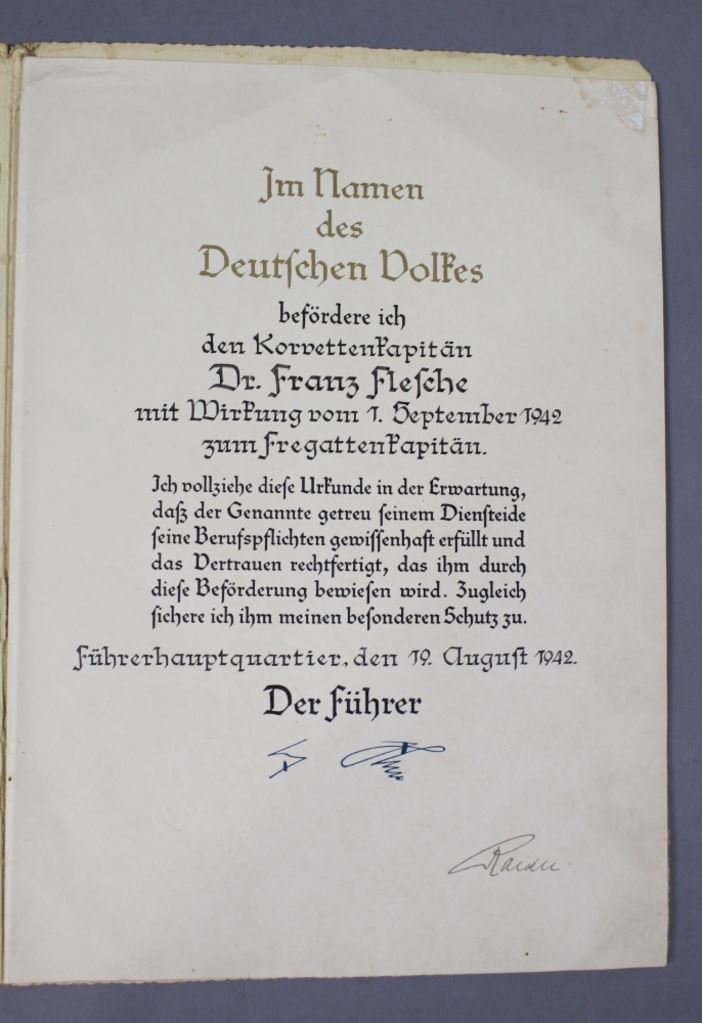 Im Namen
des
Deutschen Volkes
befördere ich
den Korvettenkapitän
Dr. Franz Flesche
mit Wirkung vom 1. September 1942
zum Fregattenkapitän.
Ich vollziehe diese Urkunde in der Erwartung,
daß der Genannte getreu seinem Diensteide
seine Berufspflichten gewissenhaft erfüllt und
das Vertrauen rechtfertigt, das ihm durch
diese Beförderung bewiesen wird. Zugleich
sichere ich ihm meinen besonderen Schutz zu.
Führerhauptquartier, den 19. August 1942.
Der Führer
Raeder